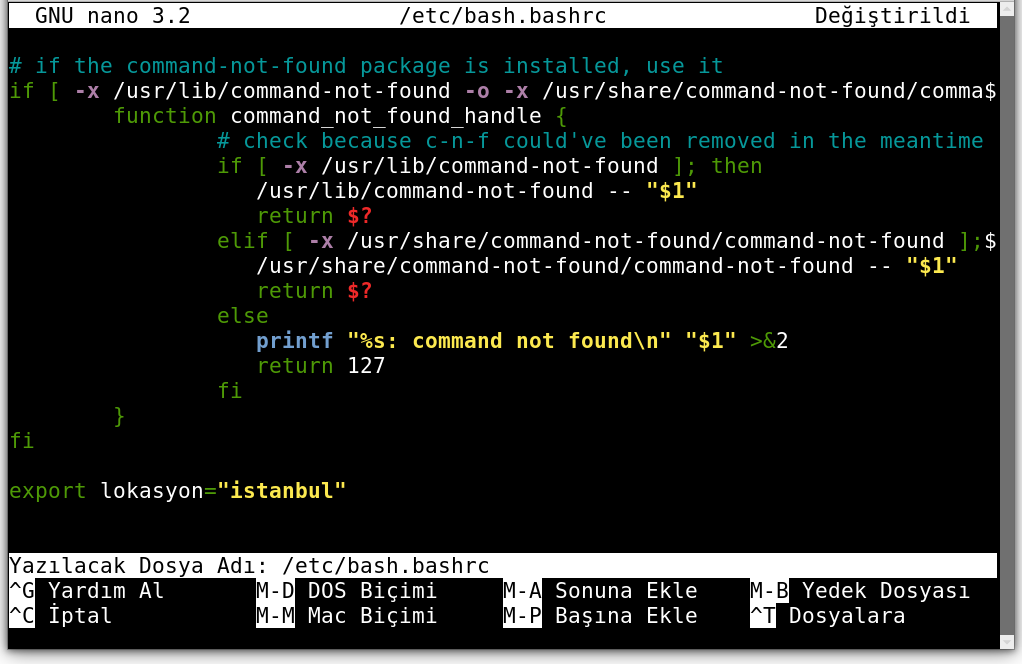 GNU nano 3.2 /etc/bash.bashrc Değiştirildi
# if the command-not-found package is installed, use it
if [ -x /usr/lib/command-not-found -o -x /usr/share/command-not-found/comma$
function command_not_found_handle {
# check because c-n-f could've been removed in the meantime
if [ -x /usr/lib/command-not-found ]; then
/usr/lib/command-not-found -- "$1"
return $?
elif [ -x /usr/share/command-not-found/command-not-found ];$
/usr/share/command-not-found/command-not-found -- "$1"
return $?
else
printf "%s: command not found\n" "$1" >&2
return 127
fi
}
fi
export lokasyon="istanbul"
Yazılacak Dosya Adı: /etc/bash.bashrc
^G Yardım Al M-D DOS Biçimi M-A Sonuna Ekle M-B Yedek Dosyası
^C İptal M-M Mac Biçimi M-P Başına Ekle ^T Dosyalara